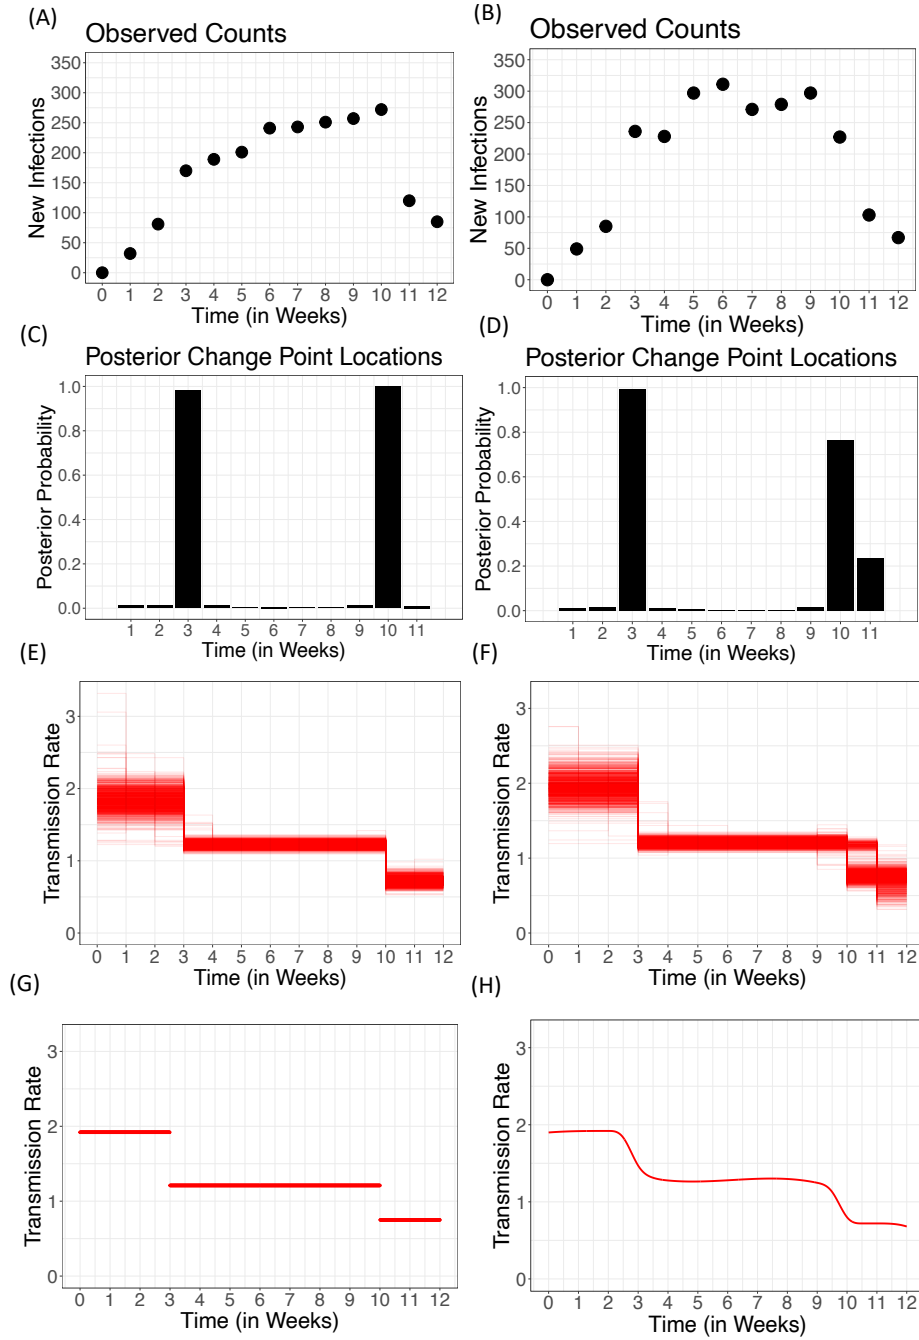 (A)
Observed Counts
New Infections
350
300
250
200
150
100
50
0
0 1 2 3 4 5 6 7 8 9 10 11 12
Time (in Weeks)
(B)
Observed Counts
New Infections
350
300
250
200
150
100
50
0
0 1 2 3 4 5 6 7 8 9 10 11 12
Time (in Weeks)
(C)
Posterior Change Point Locations
Posterior Probability
1.0
0.8
0.6
0.4
0.2
0.0
1 2 3 4 5 6 7 8 9 10 11
Time (in Weeks)
(D)
Posterior Change Point Locations
Posterior Probability
1.0
0.8
0.6
0.4
0.2
0.0
1 2 3 4 5 6 7 8 9 10 11
Time (in Weeks)
(E)
Transmission Rate
3
2
1
0
0 1 2 3 4 5 6 7 8 9 10 11 12
Time (in Weeks)
(F)
Transmission Rate
3
2
1
0
0 1 2 3 4 5 6 7 8 9 10 11 12
Time (in Weeks)
(G)
Transmission Rate
3
2
1
0
0 1 2 3 4 5 6 7 8 9 10 11 12
Time (in Weeks)
(H)
Transmission Rate
3
2
1
0
0 1 2 3 4 5 6 7 8 9 10 11 12
Time (in Weeks)